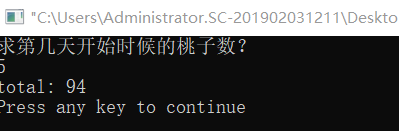 "C:\Users\Administrator.SC-201902031211\Deskto
求第几天开始时候的桃子数？
5
total: 94
Press any key to continue